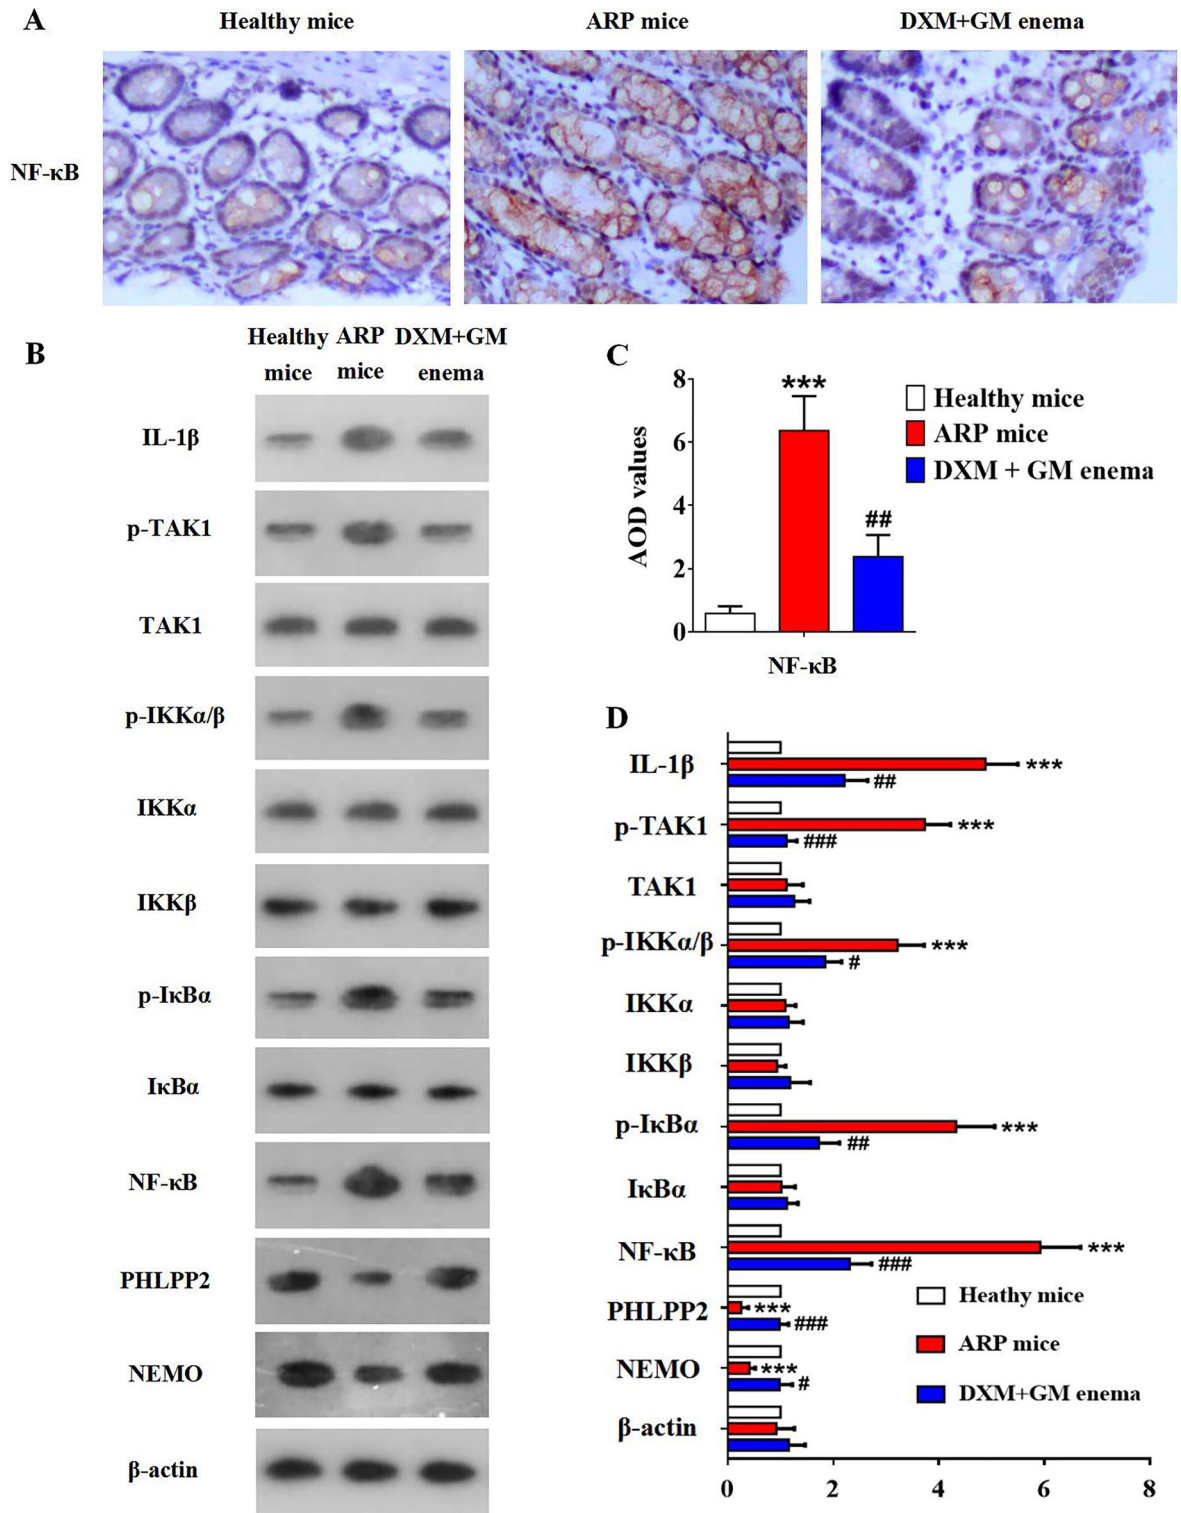 A
Healthy mice
ARP mice
DXM+GM enema
NF-κB
B
Healthy mice
ARP mice
DXM+GM enema
IL-1β
p-TAK1
TAK1
p-IKKα/β
IKKα
IKKβ
p-IκBα
IκBα
NF-κB
PHLPP2
NEMO
β-actin
C
AOD values
8
6
4
2
0
***
##
NF-κB
Healthy mice
ARP mice
DXM + GM enema
D
IL-1β
***
##
p-TAK1
***
###
TAK1
p-IKKα/β
***
#
IKKα
IKKβ
p-IκBα
***
##
IκBα
NF-κB
***
###
PHLPP2
***
###
NEMO
***
#
β-actin
Heathy mice
ARP mice
DXM+GM enema
0 2 4 6 8